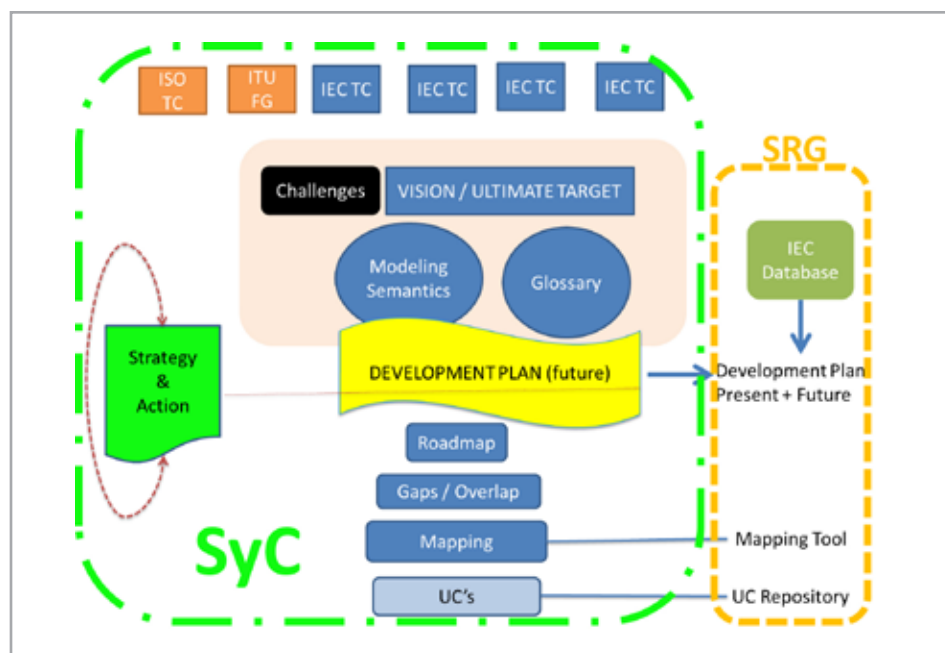 ISO
TC
ITU
FG
IEC TC
IEC TC
IEC TC
IEC TC
SRG
Challenges
VISION / ULTIMATE TARGET
IEC
Database
Modeling
Semantics
Glossary
Strategy
&
Action
DEVELOPMENT PLAN (future)
Development Plan
Present + Future
Roadmap
Gaps / Overlap
SyC
Mapping
Mapping Tool
UC's
UC Repository